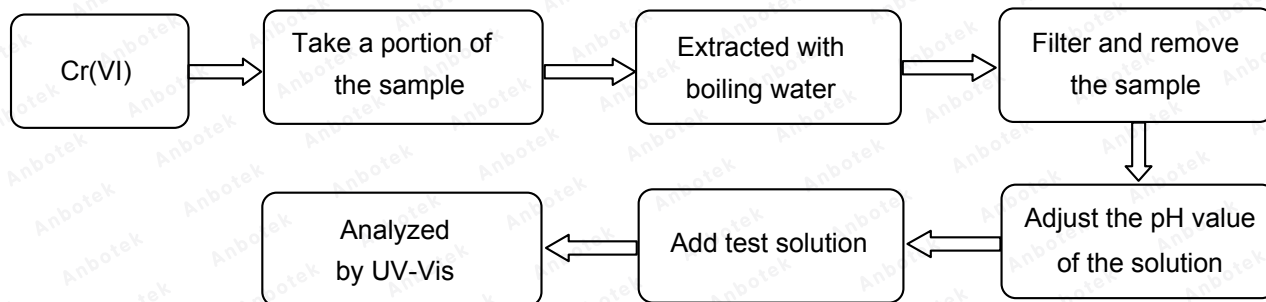 Cr(VI)
Take a portion of
the sample
Extracted with
boiling water
Filter and remove
the sample
Adjust the pH value
of the solution
Add test solution
Analyzed
by UV-Vis
Anbotek